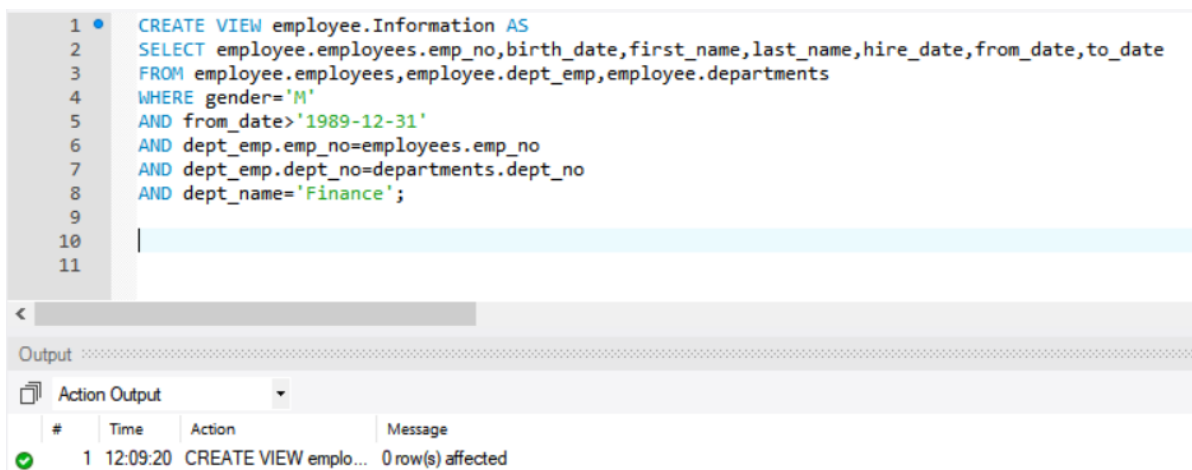 1 CREATE VIEW employee.Information AS
2 SELECT employee.employees.emp_no,birth_date,first_name,last_name,hire_date,from_date,to_date
3 FROM employee.employees,employee.dept_emp,employee.departments
4 WHERE gender='M'
5 AND from_date>'1989-12-31'
6 AND dept_emp.emp_no=employees.emp_no
7 AND dept_emp.dept_no=departments.dept_no
8 AND dept_name='Finance';
9
10
11
Output
Action Output
# Time Action Message
1 12:09:20 CREATE VIEW emplo... 0 row(s) affected